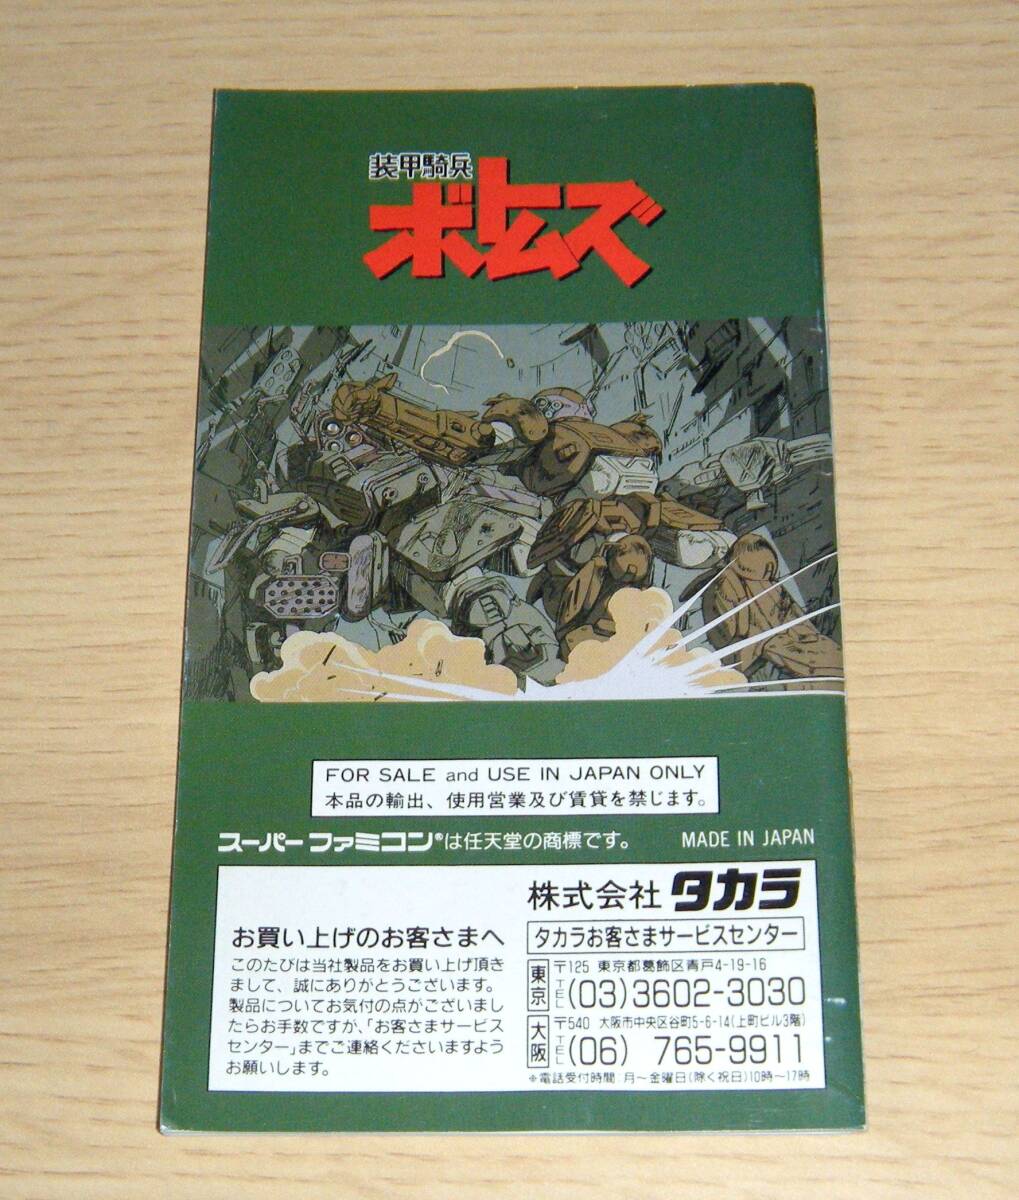 装甲騎兵
ボトムズ
FOR SALE and USE IN JAPAN ONLY
本品の輸出、使用営業及び賃貸を禁じます。
スーパーファミコン®は任天堂の商標です。 MADE IN JAPAN
株式会社 タカラ
お買い上げのお客さまへ
このたびは当社製品をお買い上げ頂き
まして、誠にありがとうございます。
製品についてお気付の点がございまし
たらお手数ですが、「お客さまサービス
センター」までご連絡くださいますよう
お願いします。
タカラお客さまサービスセンター
東京 〒125 東京都葛飾区青戸4-19-16
TEL (03)3602-3030
大阪 〒540 大阪市中央区谷町5-6-14(上町ビル3階)
TEL (06) 765-9911
※電話受付時間:月〜金曜日(除く祝日)10時〜17時